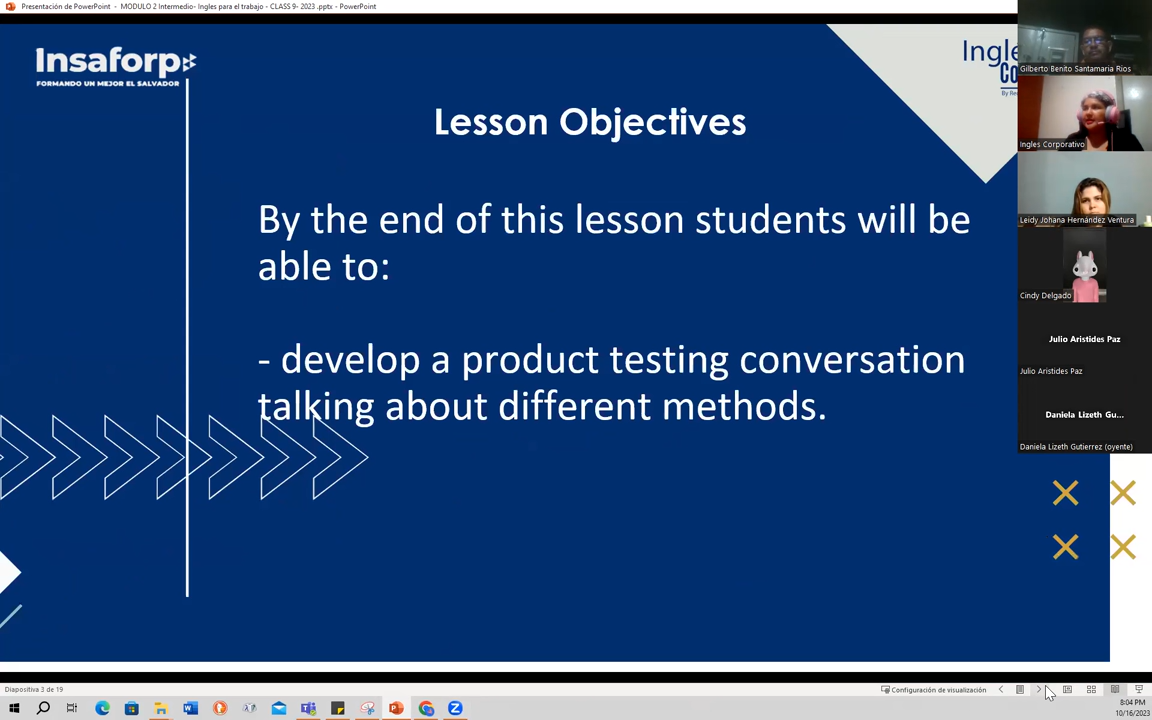 Presentación de PowerPoint - MODULO 2 Intermedio- Ingles para el trabajo - CLASS 9- 2023 .pptx - PowerPoint
Insaforp
FORMANDO UN MEJOR EL SALVADOR
Lesson Objectives
By the end of this lesson students will be
able to:
- develop a product testing conversation
talking about different methods.
Gilberto Benito Santamaria Rios
Ingles Corporativo
Leidy Johana Hernández Ventura
Cindy Delgado
Julio Aristides Paz
Julio Aristides Paz
Daniela Lizeth Gu...
Daniela Lizeth Gutierrez (oyente)
Diapositiva 3 de 19
Configuración de visualización
8:04 PM
10/16/2023